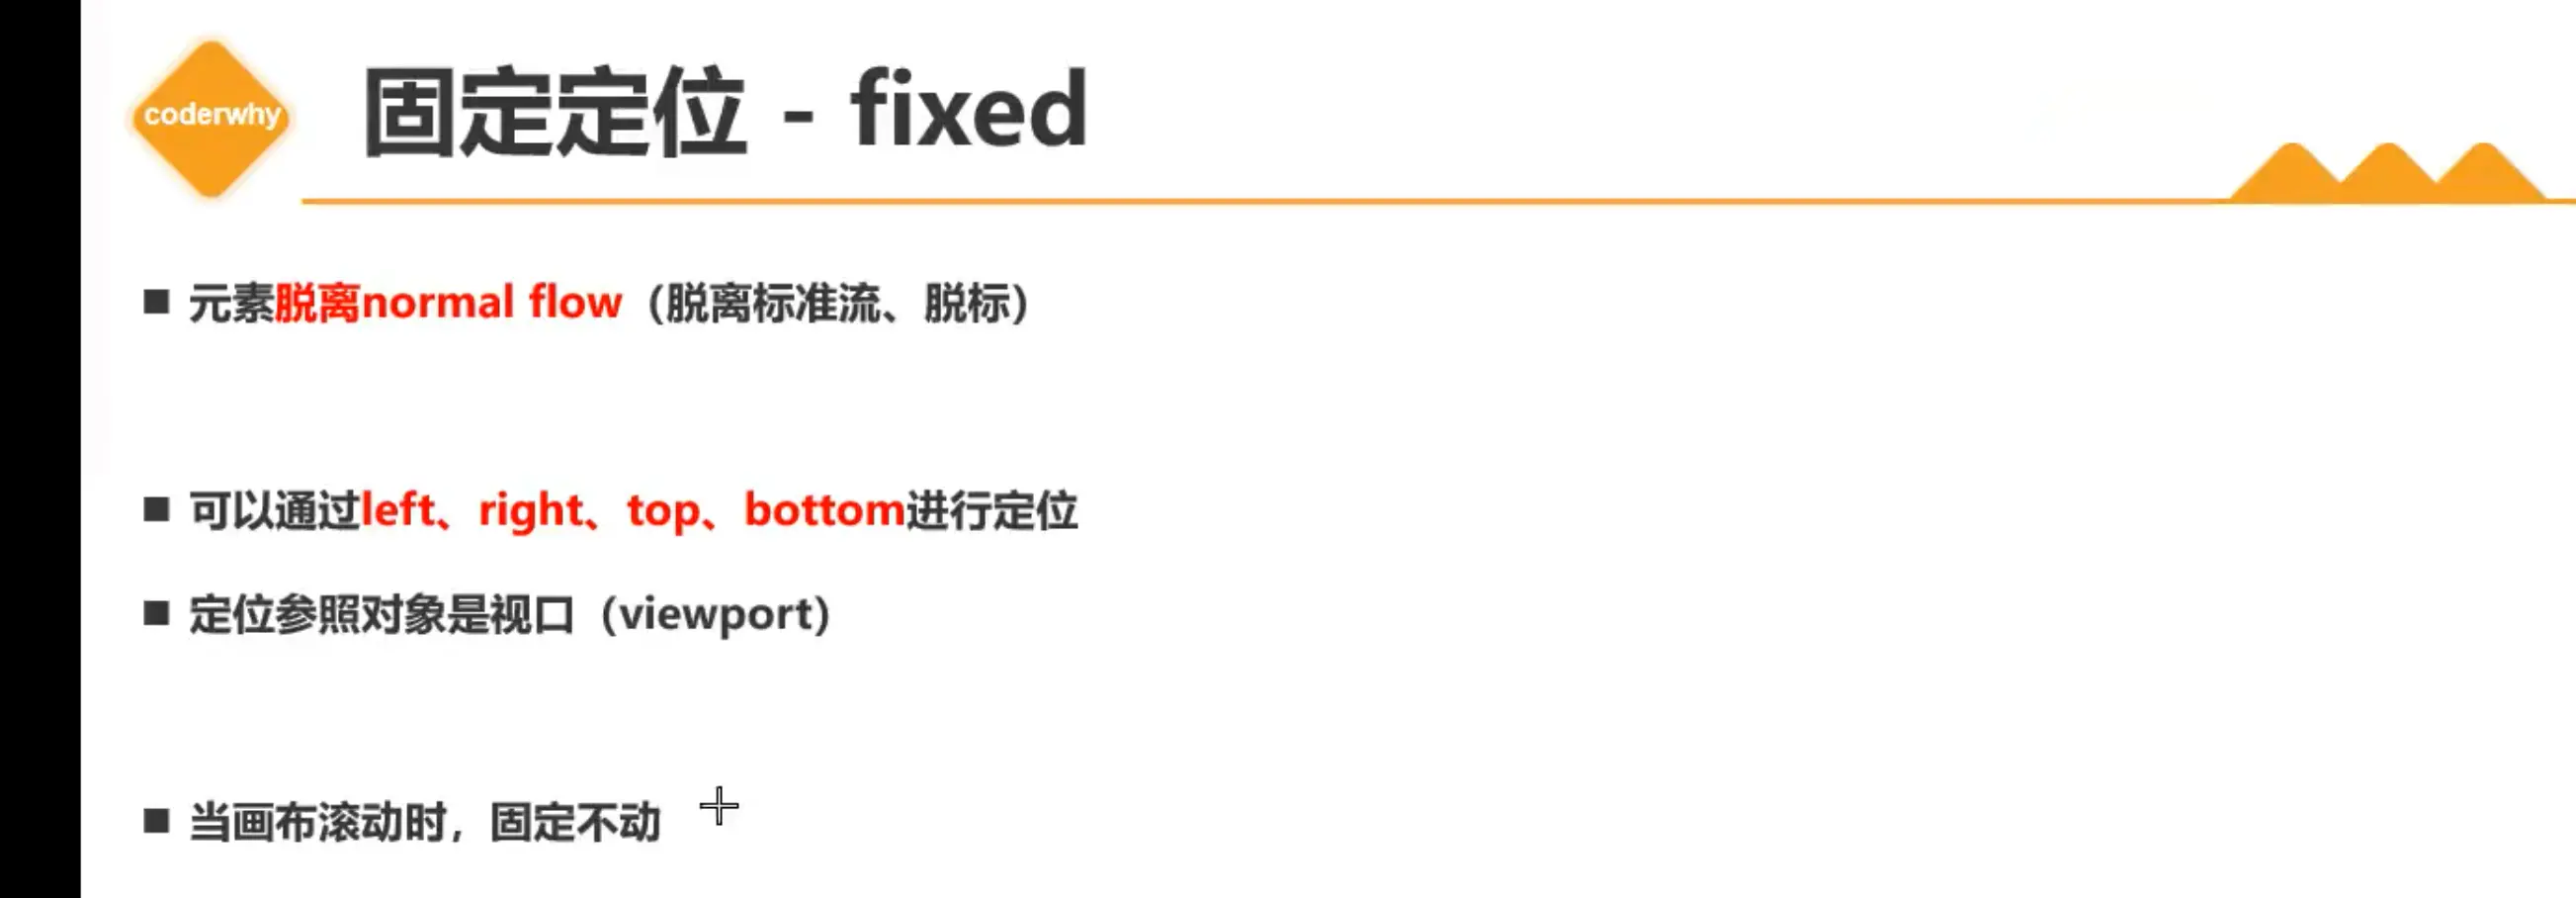 coderwhy
固定定位 - fixed
元素脱离normal flow（脱离标准流、脱标）
可以通过left、right、top、bottom进行定位
定位参照对象是视口（viewport）
当画布滚动时，固定不动